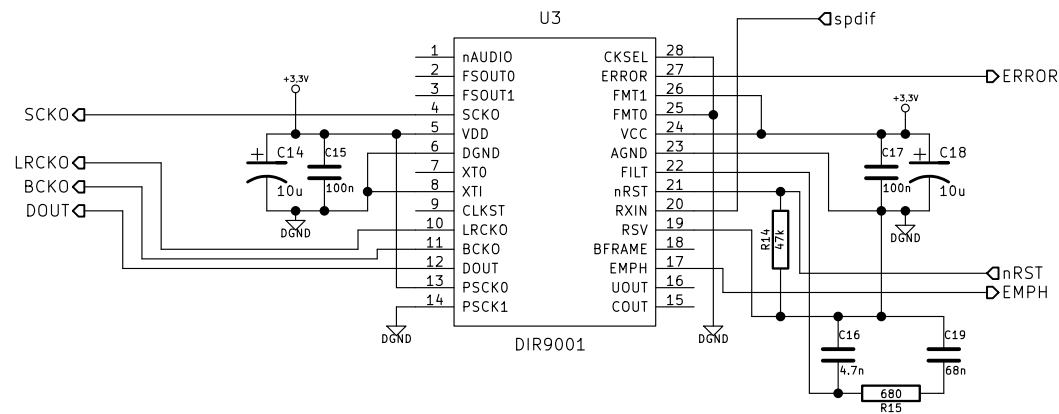 U3
spdif
1 nAUDIO CKSEL 28
2 FSOUT0 ERROR 27 ERROR
+3,3V
3 FSOUT1 FMT1 26
+3,3V
SCKO 4 SCKO FMT0 25
5 VDD VCC 24
C14 C15 6 DGND AGND 23 C17 C18
10u 100n 7 XTO FILT 22 100n 10u
LRCKO
BCKO 8 XTI nRST 21
DOUT 9 CLKST RXIN 20
DGND 10 LRCKO RSV 19 R14 47k DGND
11 BCKO BFRAME 18
12 DOUT EMPH 17 nRST
13 PSCK0 UOUT 16 EMPH
14 PSCK1 COUT 15
DGND DGND
DIR9001
C16 C19
4.7n 68n
680
R15